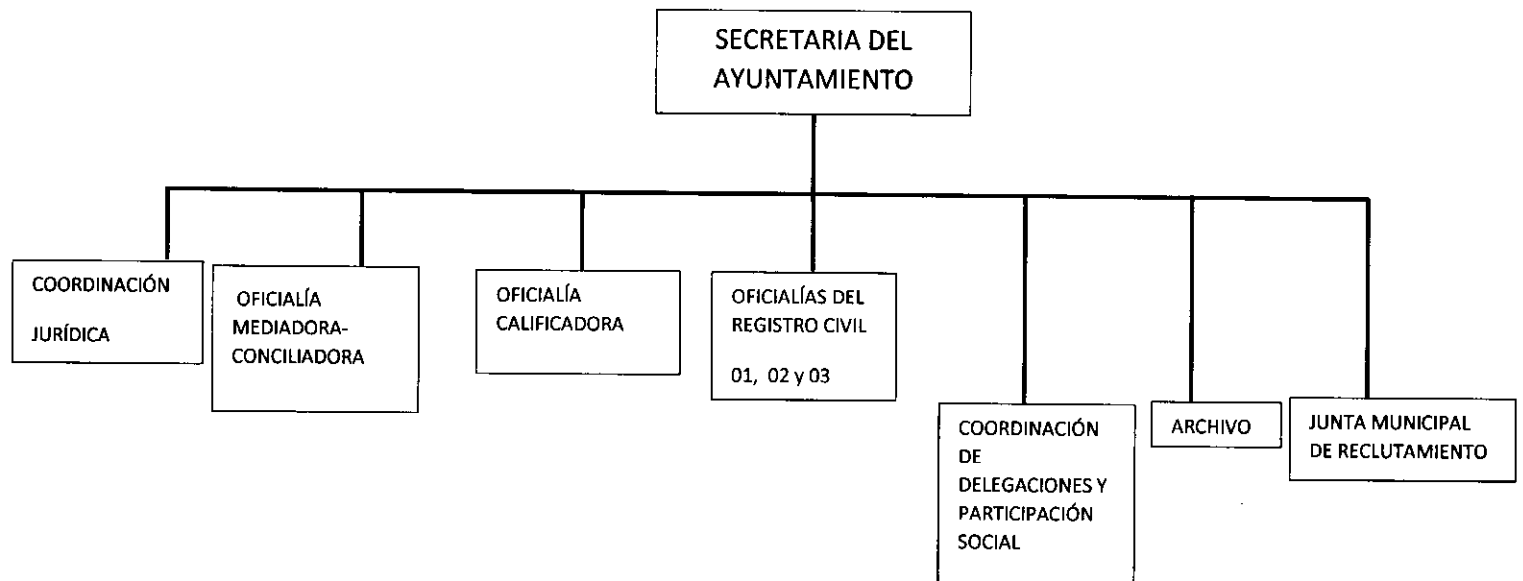 SECRETARIA DEL
AYUNTAMIENTO
COORDINACIÓN
JURÍDICA
OFICIALÍA
MEDIADORA-
CONCILIADORA
OFICIALÍA
CALIFICADORA
OFICIALÍAS DEL
REGISTRO CIVIL
01, 02 y 03
COORDINACIÓN
DE
DELEGACIONES Y
PARTICIPACIÓN
SOCIAL
ARCHIVO
JUNTA MUNICIPAL
DE RECLUTAMIENTO